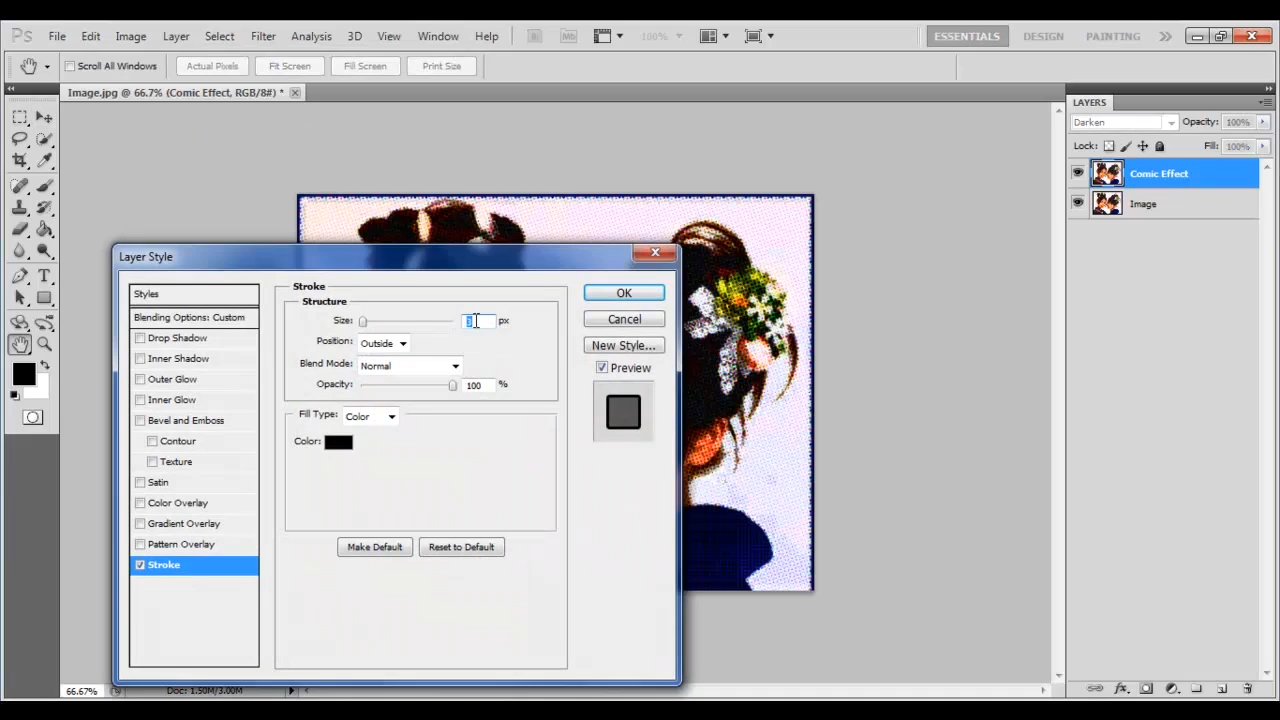 Ps File Edit Image Layer Select Filter Analysis 3D View Window Help Br Mb 100% ESSENTIALS DESIGN PAINTING
Scroll All Windows Actual Pixels Fit Screen Fill Screen Print Size
Image.jpg @ 66.7% (Comic Effect, RGB/8#) *
LAYERS
Darken Opacity: 100%
Lock: Fill: 100%
Comic Effect
Image
Layer Style
Styles
Blending Options: Custom
Drop Shadow
Inner Shadow
Outer Glow
Inner Glow
Bevel and Emboss
Contour
Texture
Satin
Color Overlay
Gradient Overlay
Pattern Overlay
Stroke
Stroke
Structure
Size: 3 px
Position: Outside
Blend Mode: Normal
Opacity: 100 %
Fill Type: Color
Color:
Make Default Reset to Default
OK
Cancel
New Style...
Preview
66.67% Doc: 1.50M/3.00M